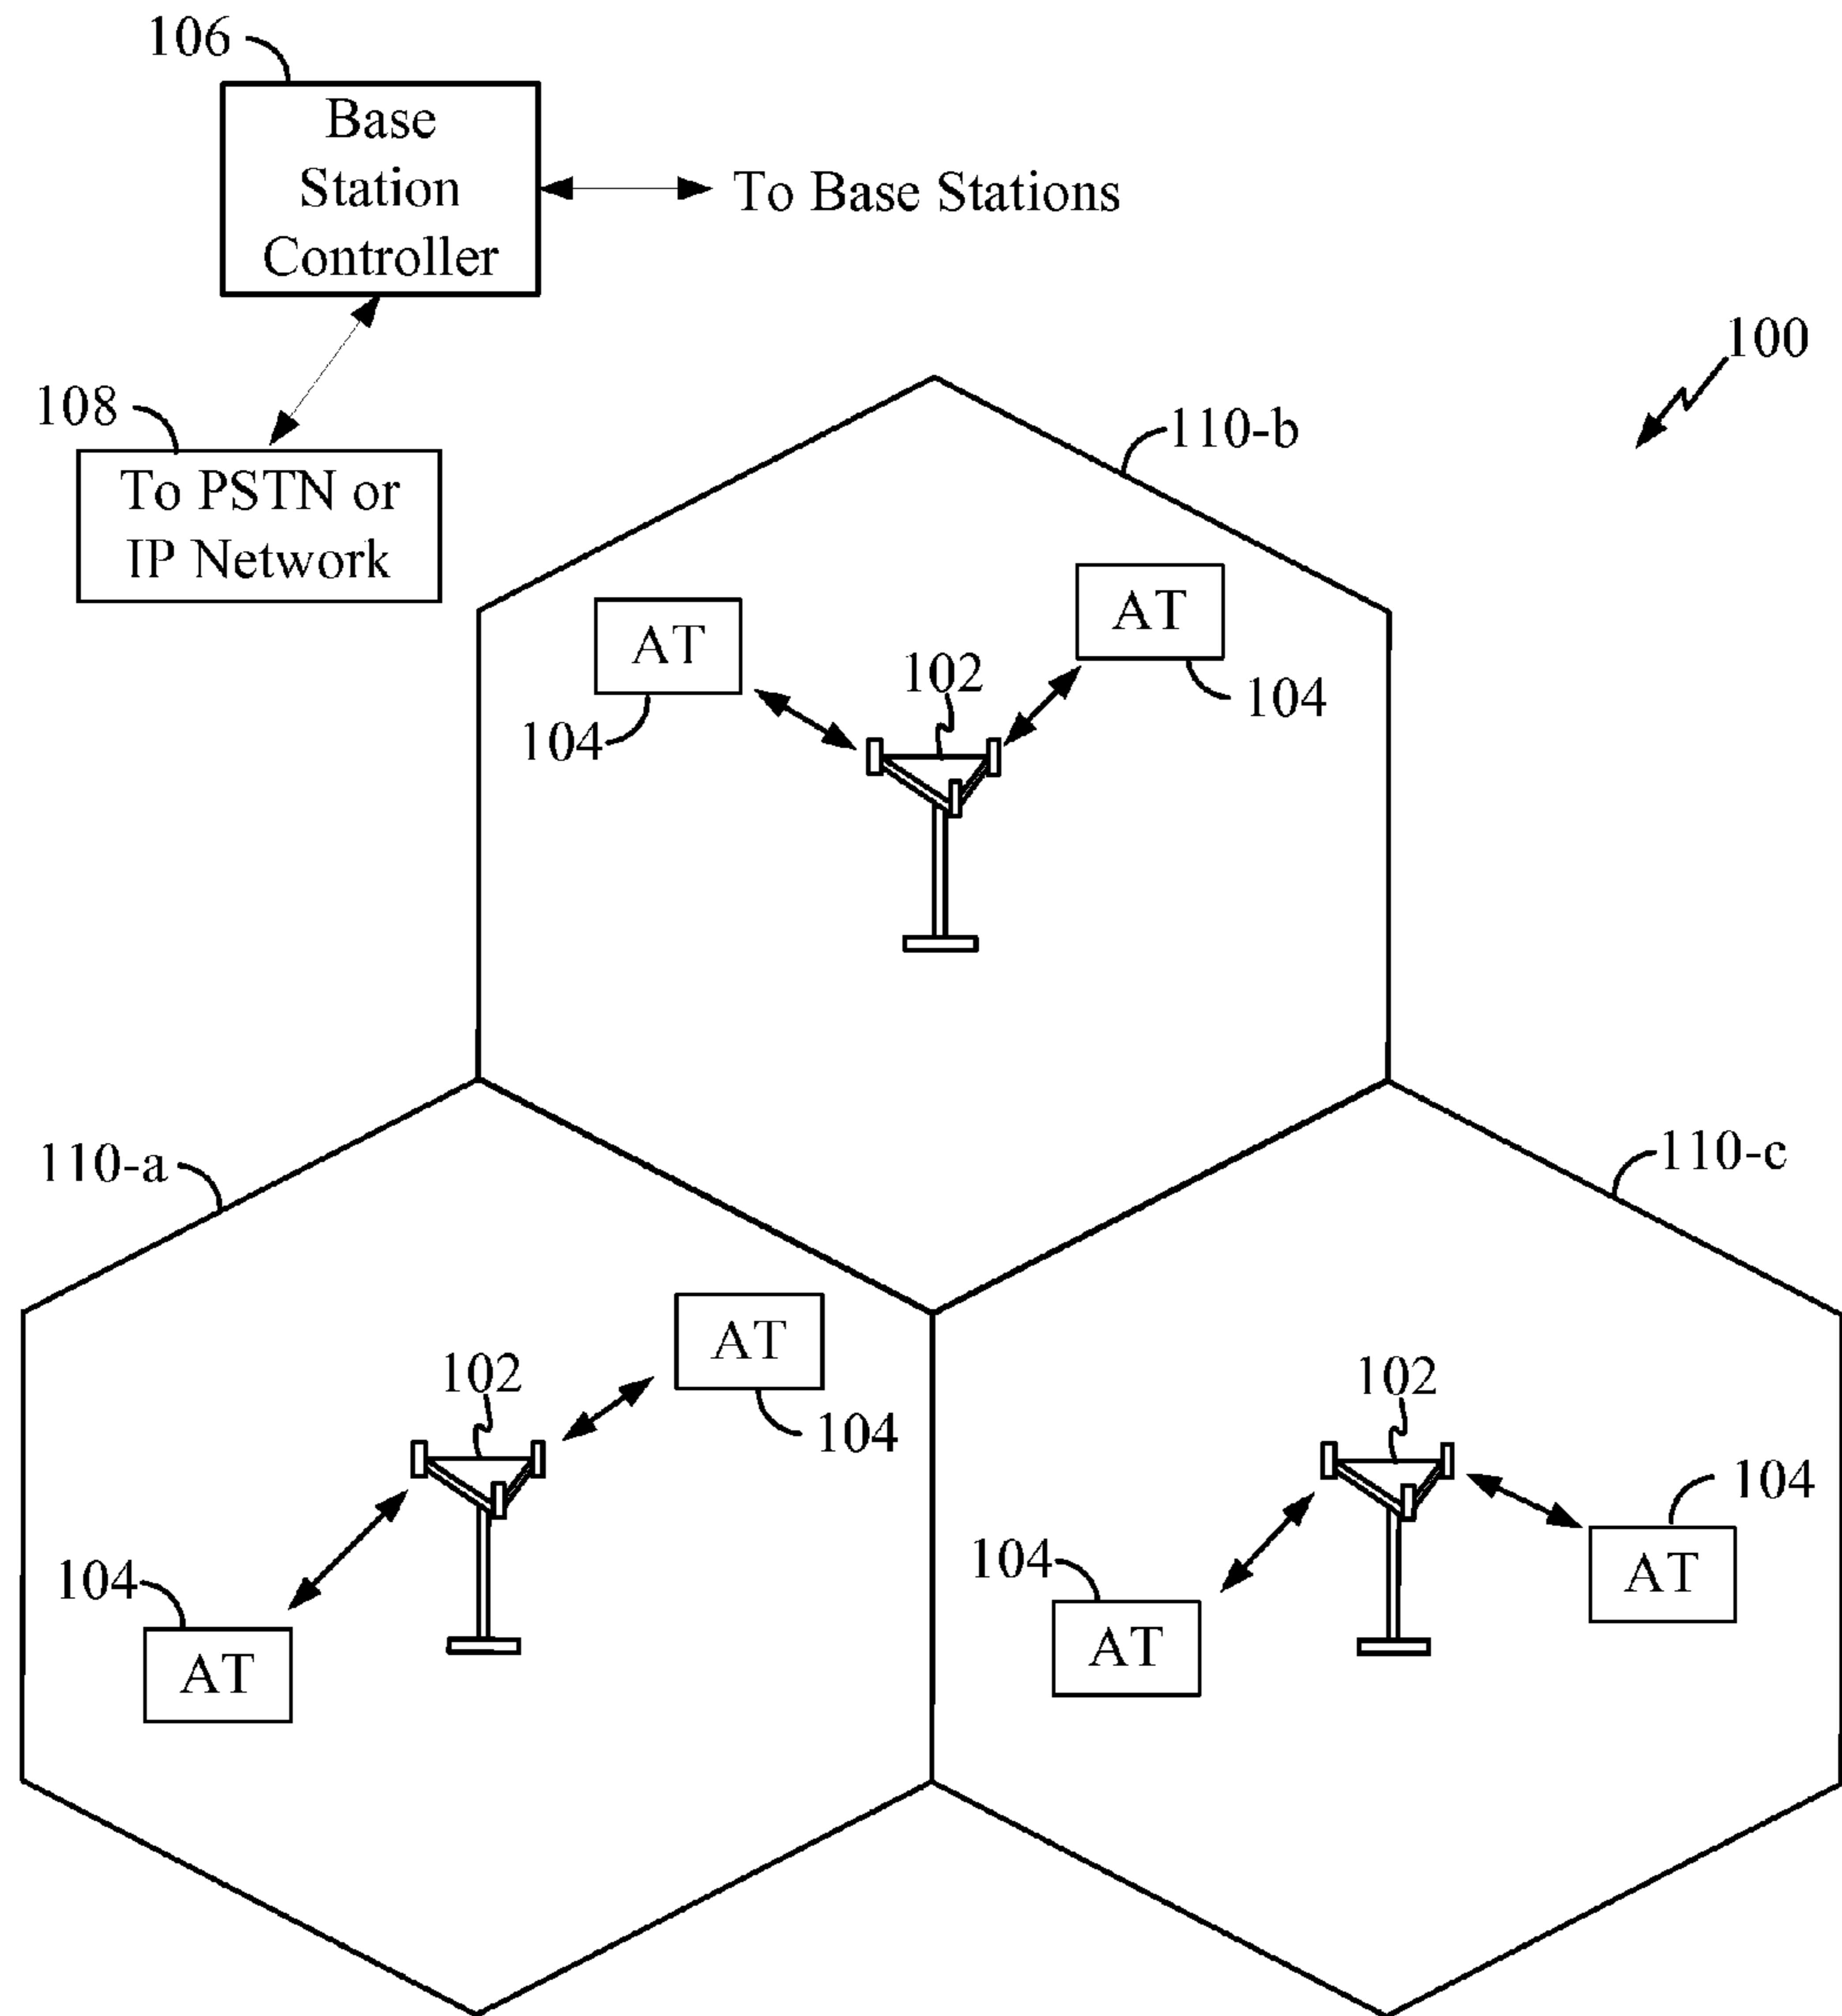 106
Base
Station
Controller
To Base Stations
100
108
To PSTN or
IP Network
110-b
AT
AT
102
104
104
110-a
110-c
AT
102
102
104
104
104
AT
104
AT
AT